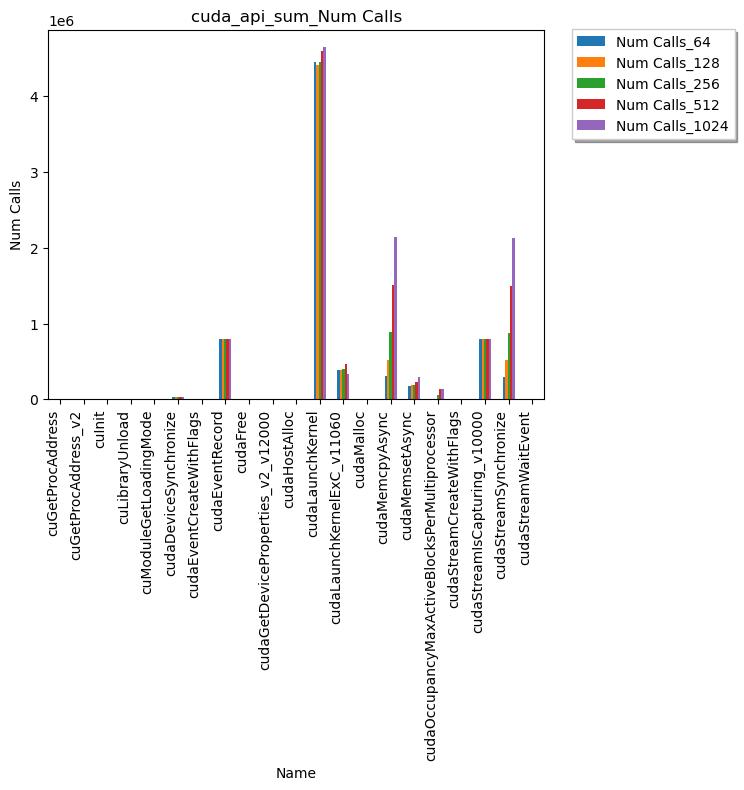 cuda_api_sum_Num Calls
1e6
Num Calls_64
Num Calls_128
Num Calls_256
Num Calls_512
Num Calls_1024
Num Calls
4
3
2
1
0
cuGetProcAddress
cuGetProcAddress_v2
cuInit
cuLibraryUnload
cuModuleGetLoadingMode
cudaDeviceSynchronize
cudaEventCreateWithFlags
cudaEventRecord
cudaFree
cudaGetDeviceProperties_v2_v12000
cudaHostAlloc
cudaLaunchKernel
cudaLaunchKernelExC_v11060
cudaMalloc
cudaMemcpyAsync
cudaMemsetAsync
cudaOccupancyMaxActiveBlocksPerMultiprocessor
cudaStreamCreateWithFlags
cudaStreamIsCapturing_v10000
cudaStreamSynchronize
cudaStreamWaitEvent
Name